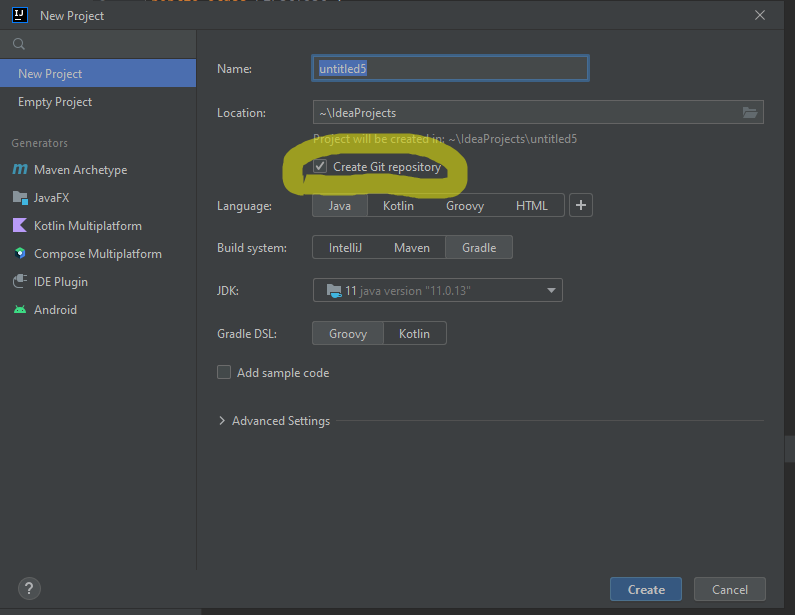 New Project
New Project
Empty Project
Generators
Maven Archetype
JavaFX
Kotlin Multiplatform
Compose Multiplatform
IDE Plugin
Android
Name: untitled5
Location: ~\IdeaProjects
Project will be created in: ~\IdeaProjects\untitled5
Create Git repository
Language: Java Kotlin Groovy HTML +
Build system: IntelliJ Maven Gradle
JDK: 11 java version "11.0.13"
Gradle DSL: Groovy Kotlin
Add sample code
Advanced Settings
? Create Cancel